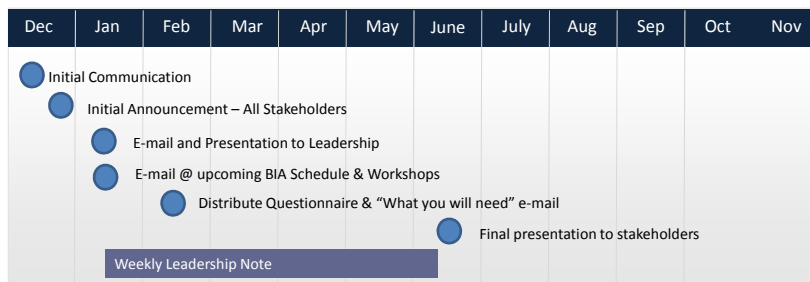 Dec Jan Feb Mar Apr May June July Aug Sep Oct Nov
Initial Communication
Initial Announcement – All Stakeholders
E-mail and Presentation to Leadership
E-mail @ upcoming BIA Schedule & Workshops
Distribute Questionnaire & “What you will need” e-mail
Final presentation to stakeholders
Weekly Leadership Note